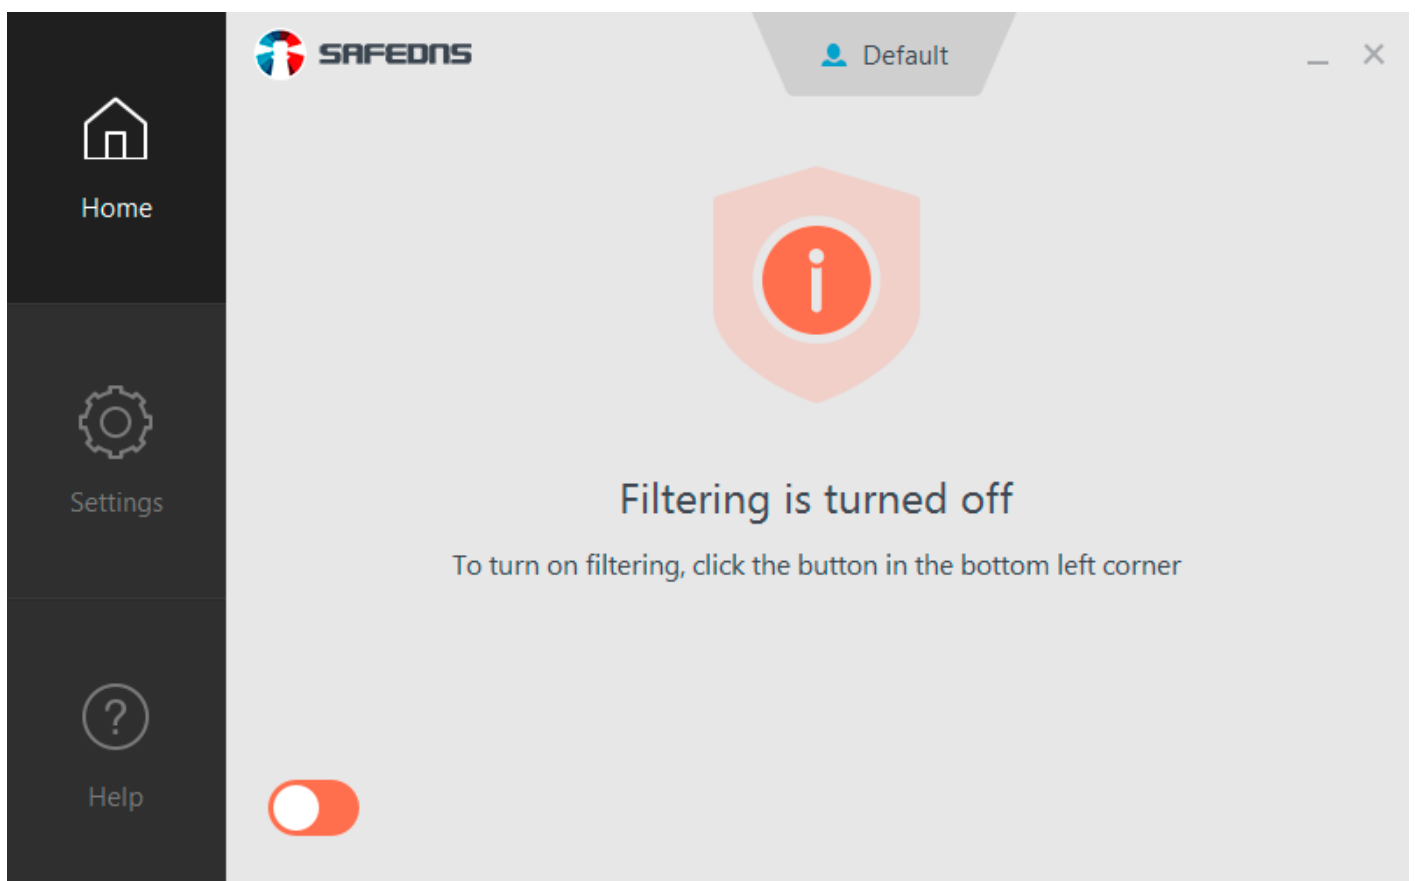 SAFEDNS
Default
Home
Settings
Help
Filtering is turned off
To turn on filtering, click the button in the bottom left corner